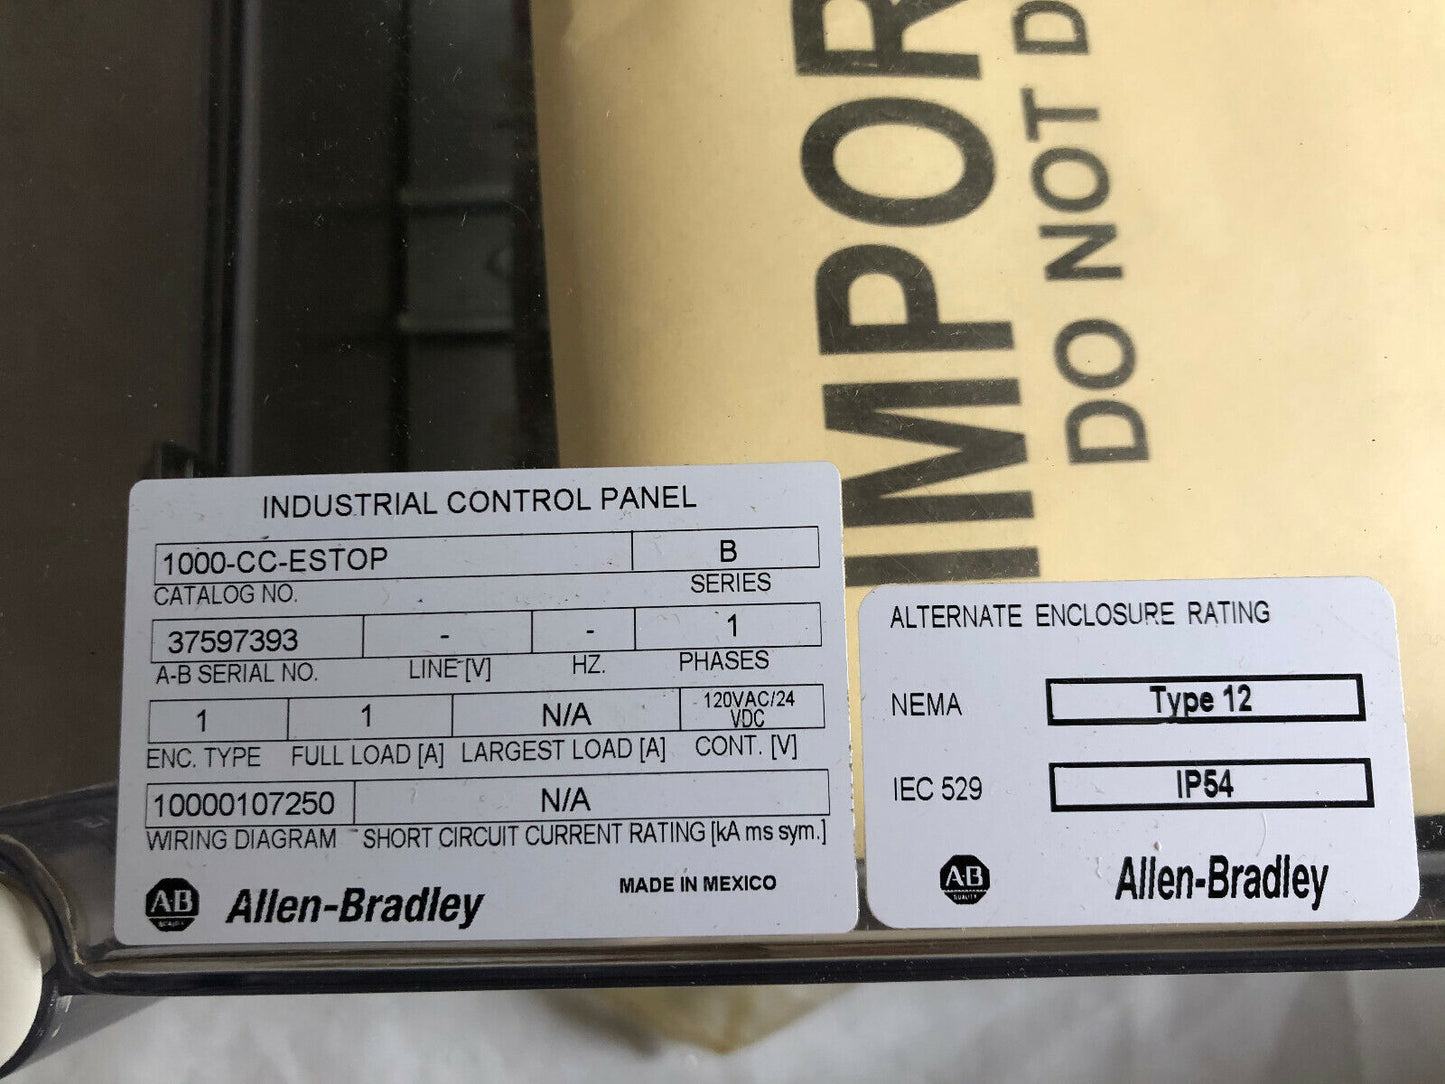 IMPOR
DO NOT D
INDUSTRIAL CONTROL PANEL
1000-CC-ESTOP B
CATALOG NO. SERIES
37597393 - - 1
A-B SERIAL NO. LINE [V] HZ. PHASES
1 1 N/A 120VAC/24
VDC
ENC. TYPE FULL LOAD [A] LARGEST LOAD [A] CONT. [V]
10000107250 N/A
WIRING DIAGRAM SHORT CIRCUIT CURRENT RATING [kA rms sym.]
AB QUALITY Allen-Bradley MADE IN MEXICO
ALTERNATE ENCLOSURE RATING
NEMA Type 12
IEC 529 IP54
AB QUALITY Allen-Bradley